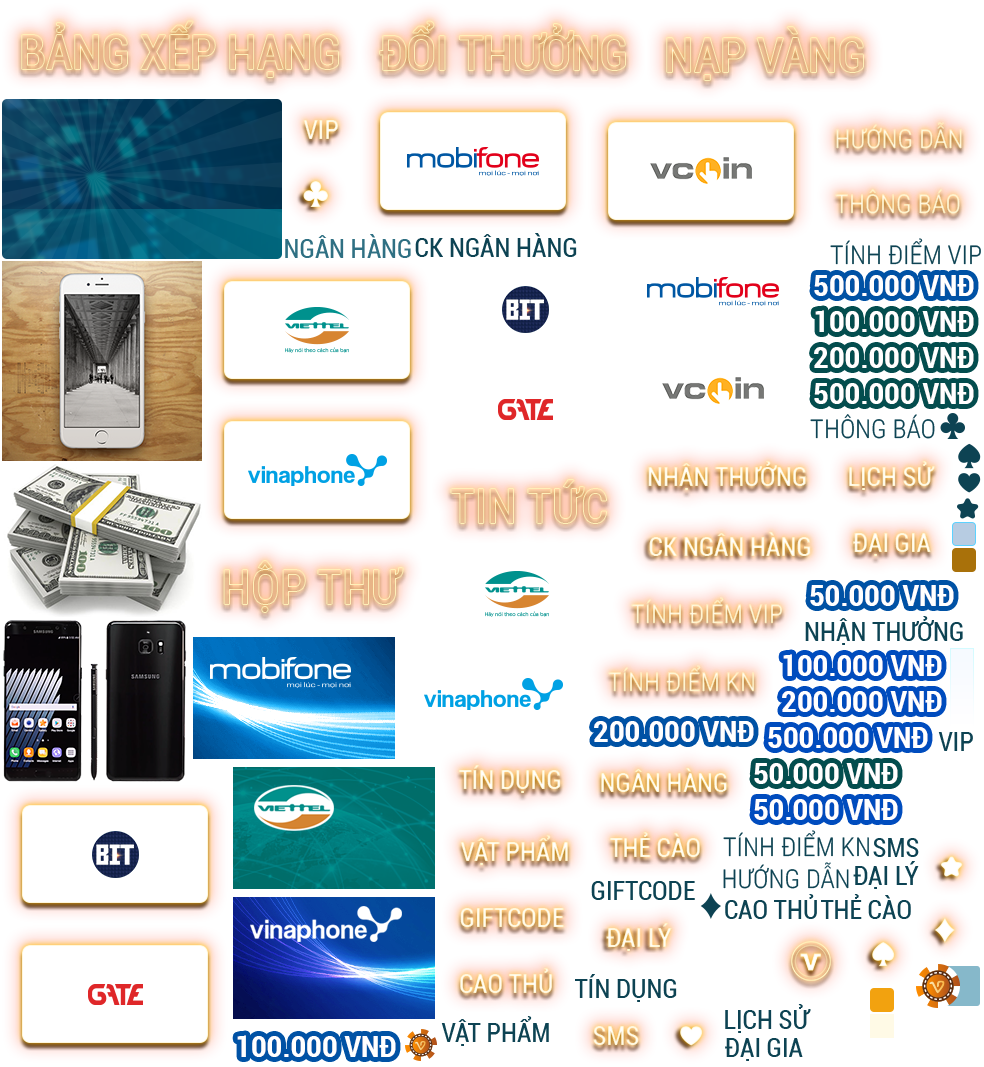 BẢNG XẾP HẠNG
ĐỔI THƯỞNG
NẠP VÀNG
VIP
mobifone
mọi lúc - mọi nơi
vcoin
HƯỚNG DẪN
THÔNG BÁO
NGÂN HÀNG
CK NGÂN HÀNG
TÍNH ĐIỂM VIP
VIETTEL
Hãy nói theo cách của bạn
BIT
mobifone
mọi lúc - mọi nơi
500.000 VNĐ
100.000 VNĐ
200.000 VNĐ
500.000 VNĐ
GATE
vcoin
THÔNG BÁO
vinaphone
NHẬN THƯỞNG
LỊCH SỬ
TIN TỨC
CK NGÂN HÀNG
ĐẠI GIA
100
100
HỘP THƯ
VIETTEL
Hãy nói theo cách của bạn
TÍNH ĐIỂM VIP
50.000 VNĐ
NHẬN THƯỞNG
SAMSUNG
SAMSUNG
mobifone
mọi lúc - mọi nơi
vinaphone
TÍNH ĐIỂM KN
100.000 VNĐ
200.000 VNĐ
200.000 VNĐ
500.000 VNĐ
VIP
VIETTEL
TÍN DỤNG
NGÂN HÀNG
50.000 VNĐ
50.000 VNĐ
BIT
VẬT PHẨM
THẺ CÀO
TÍNH ĐIỂM KN
SMS
HƯỚNG DẪN
ĐẠI LÝ
GIFTCODE
CAO THỦ
THẺ CÀO
vinaphone
GIFTCODE
ĐẠI LÝ
V
GATE
CAO THỦ
TÍN DỤNG
V
100.000 VNĐ
V
VẬT PHẨM
SMS
LỊCH SỬ
ĐẠI GIA